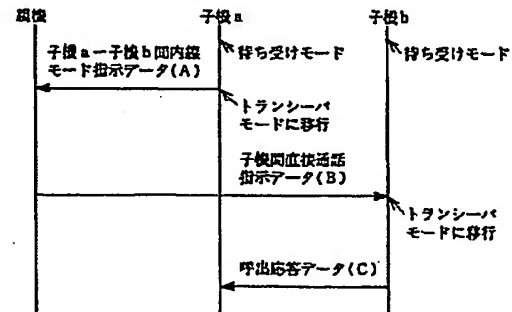 親機
子機a
子機b
待ち受けモード
待ち受けモード
子機a－子機b間内線
モード指示データ(A)
トランシーバ
モードに移行
子機間直接通話
指示データ(B)
トランシーバ
モードに移行
呼出応答データ(C)